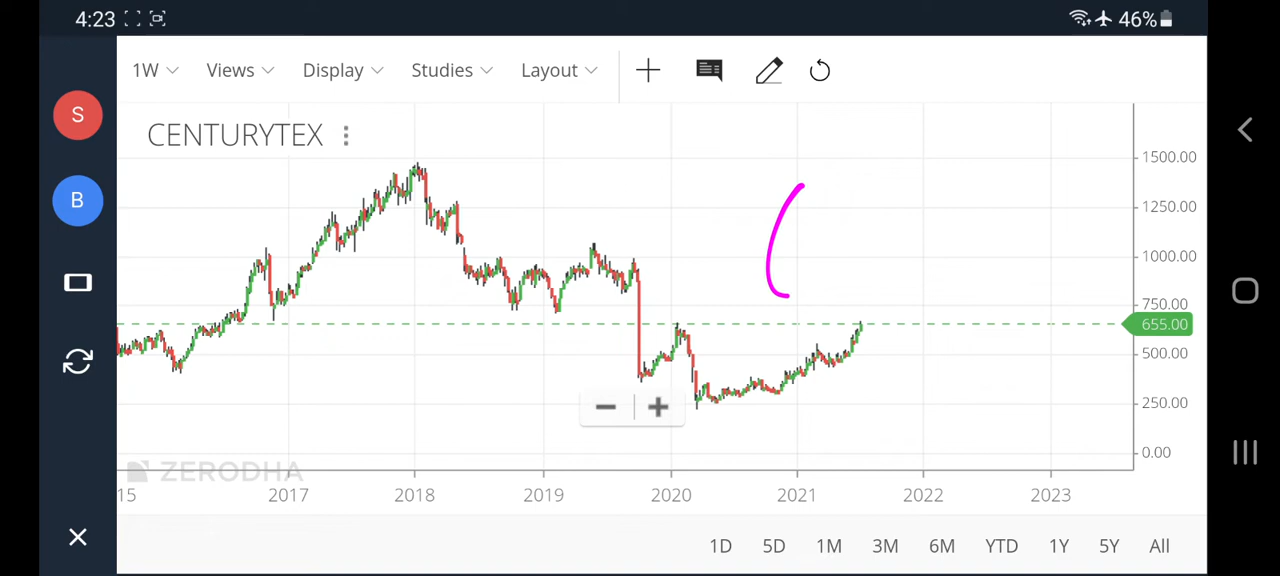 4:23 46%
1W Views Display Studies Layout
S
CENTURYTEX
1500.00
B
1250.00
1000.00
750.00
655.00
500.00
250.00
0.00
ZERODHA
15 2017 2018 2019 2020 2021 2022 2023
1D 5D 1M 3M 6M YTD 1Y 5Y All